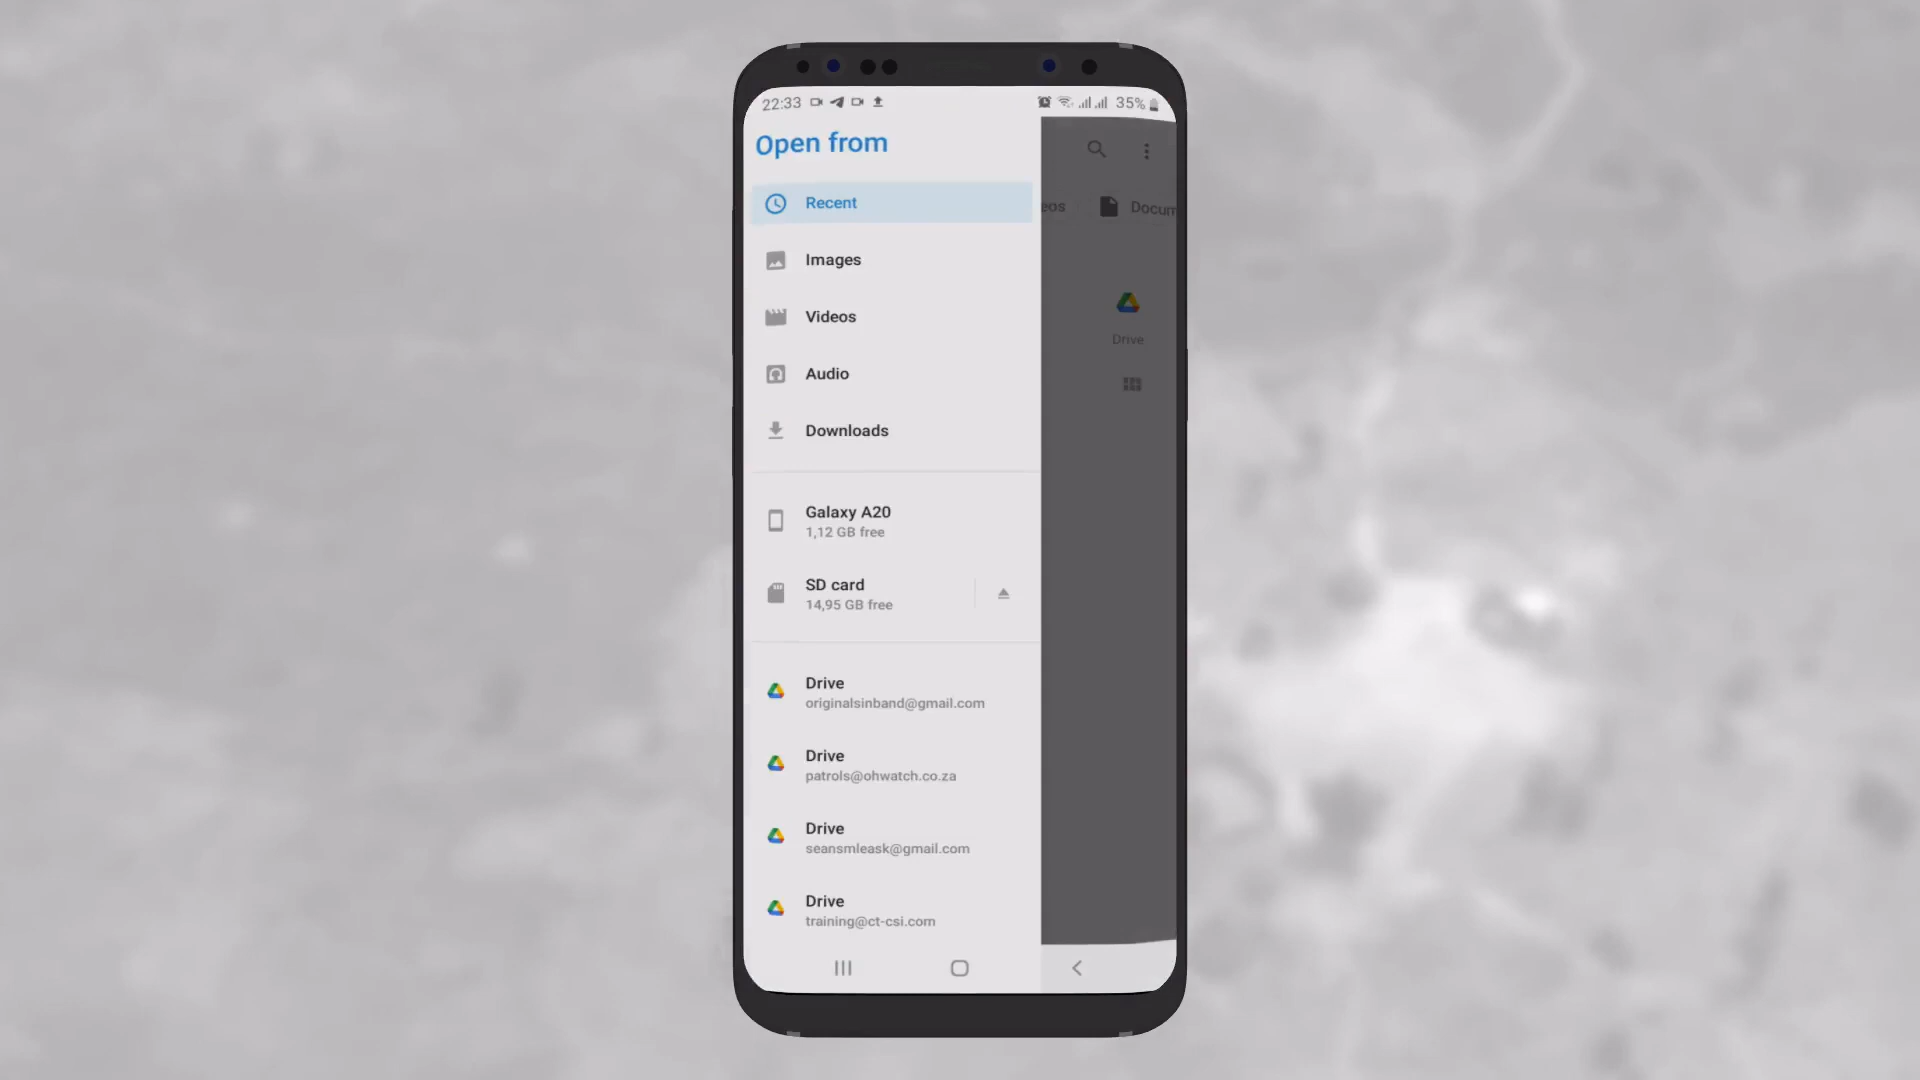 22:33
35%
Open from
Recent
eos
Docum
Images
Videos
Drive
Audio
Downloads
Galaxy A20
1,12 GB free
SD card
14,95 GB free
Drive
originalsinband@gmail.com
Drive
patrols@ohwatch.co.za
Drive
seansmleask@gmail.com
Drive
training@ct-csi.com